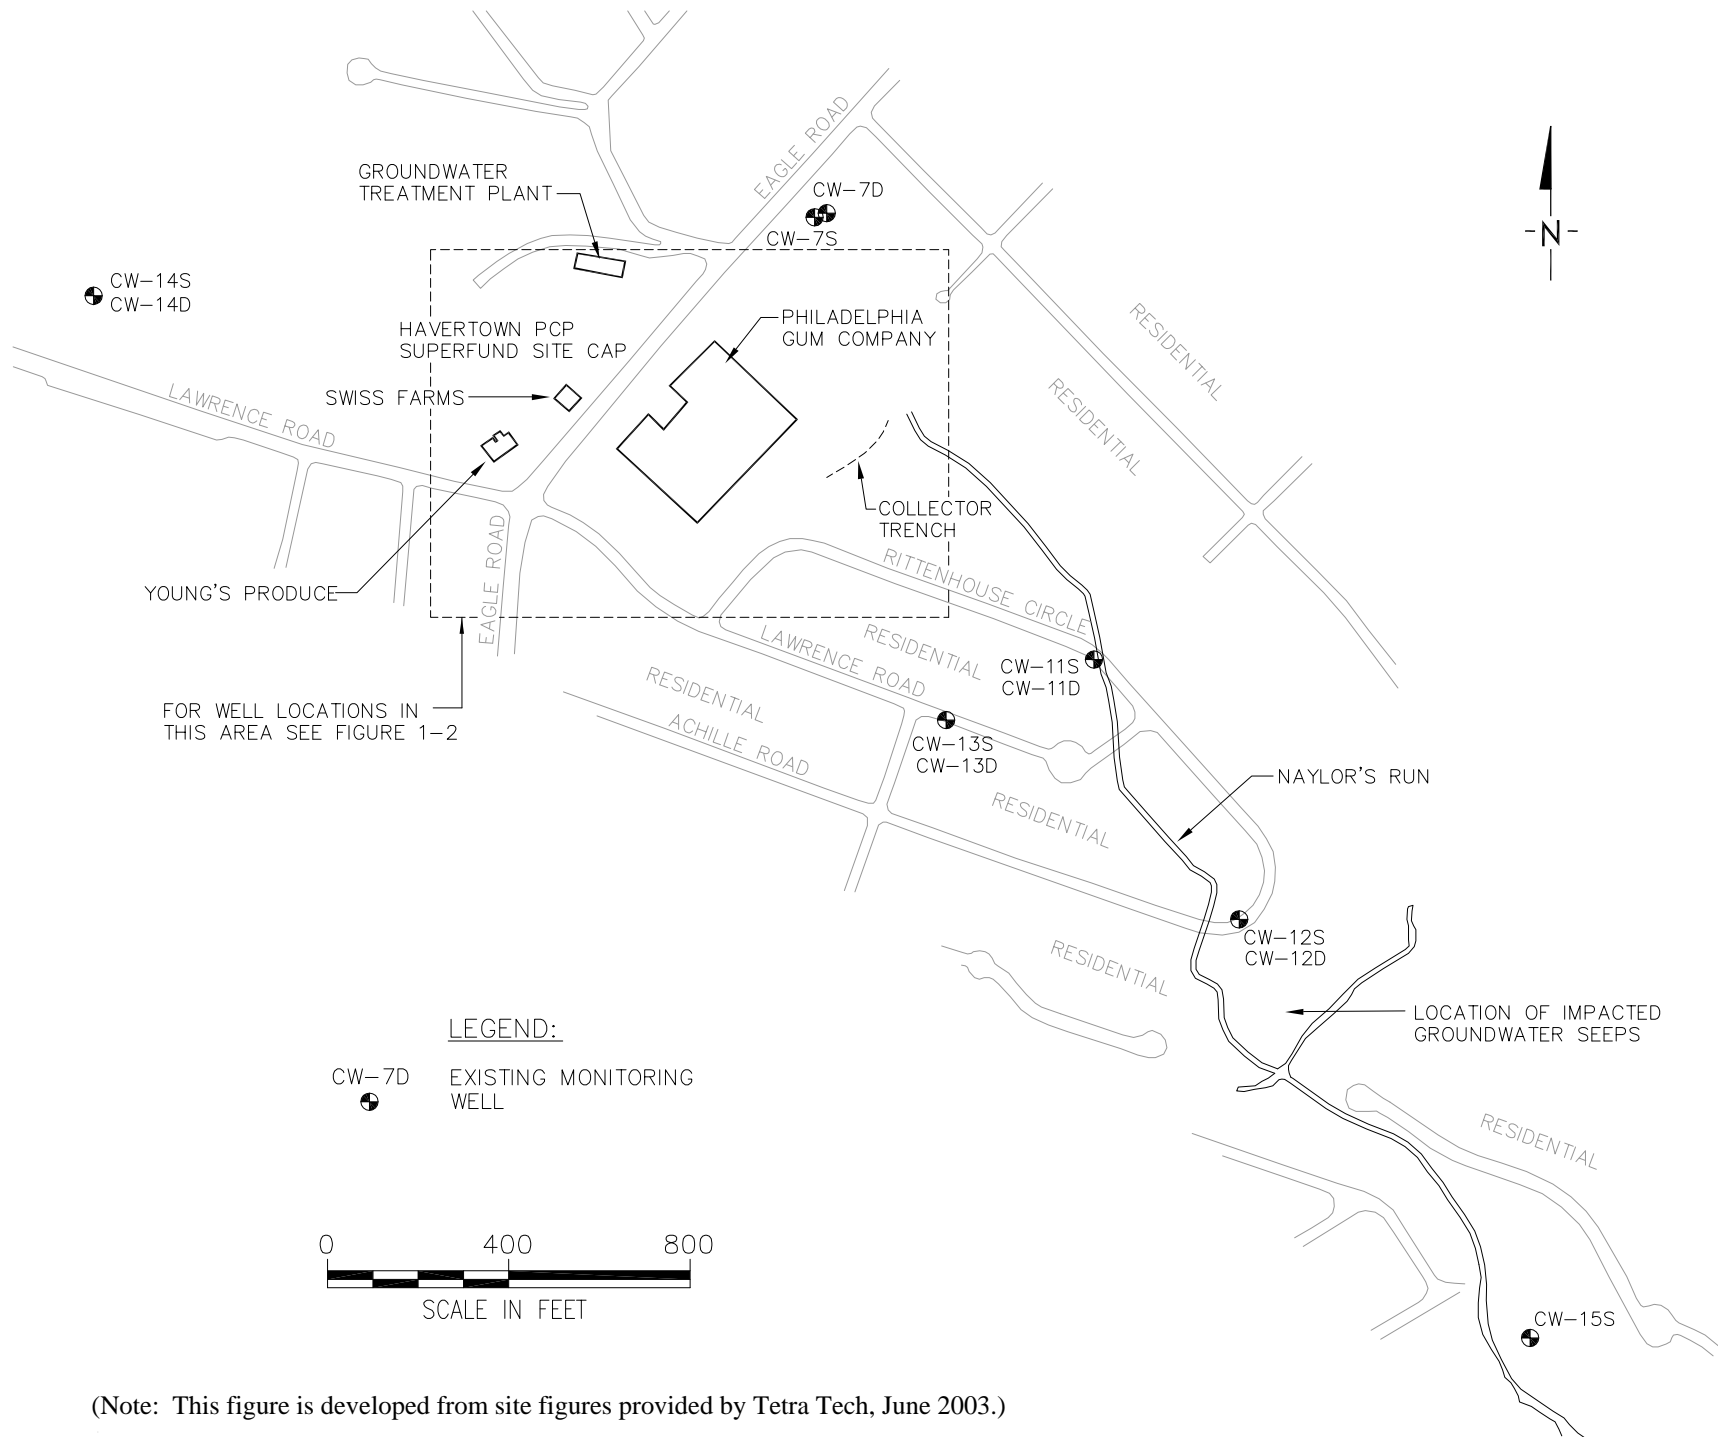 EAGLE ROAD
GROUNDWATER
TREATMENT PLANT
CW-7D
CW-7S
N
CW-14S
CW-14D
HAVERTOWN PCP
SUPERFUND SITE CAP
PHILADELPHIA
GUM COMPANY
RESIDENTIAL
RESIDENTIAL
SWISS FARMS
LAWRENCE ROAD
COLLECTOR
TRENCH
EAGLE ROAD
RITTENHOUSE CIRCLE
YOUNG'S PRODUCE
RESIDENTIAL
LAWRENCE ROAD
CW-11S
CW-11D
RESIDENTIAL
ACHILLE ROAD
FOR WELL LOCATIONS IN
THIS AREA SEE FIGURE 1-2
CW-13S
CW-13D
NAYLOR'S RUN
RESIDENTIAL
CW-12S
CW-12D
RESIDENTIAL
LOCATION OF IMPACTED
GROUNDWATER SEEPS
LEGEND:
CW-7D EXISTING MONITORING
WELL
RESIDENTIAL
0 400 800
SCALE IN FEET
CW-15S
(Note: This figure is developed from site figures provided by Tetra Tech, June 2003.)